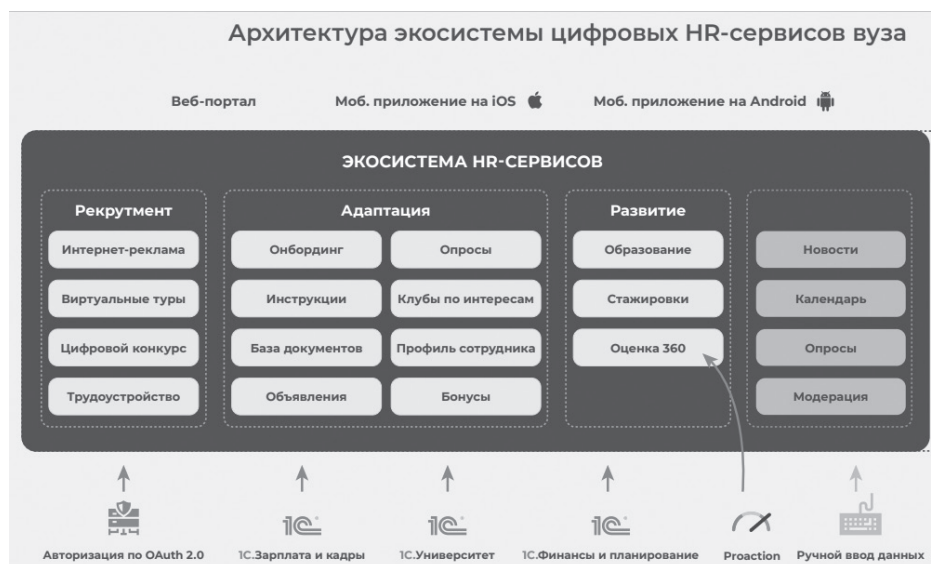 Архитектура экосистемы цифровых HR-сервисов вуза
Веб-портал
Моб. приложение на iOS
Моб. приложение на Android
ЭКОСИСТЕМА HR-СЕРВИСОВ
Рекрутмент
Интернет-реклама
Виртуальные туры
Цифровой конкурс
Трудоустройство
Адаптация
Онбординг
Опросы
Инструкции
Клубы по интересам
База документов
Профиль сотрудника
Объявления
Бонусы
Развитие
Образование
Стажировки
Оценка 360
Новости
Календарь
Опросы
Модерация
Авторизация по OAuth 2.0
1С
1С.Зарплата и кадры
1С
1С.Университет
1С
1С.Финансы и планирование
Proaction
Ручной ввод данных